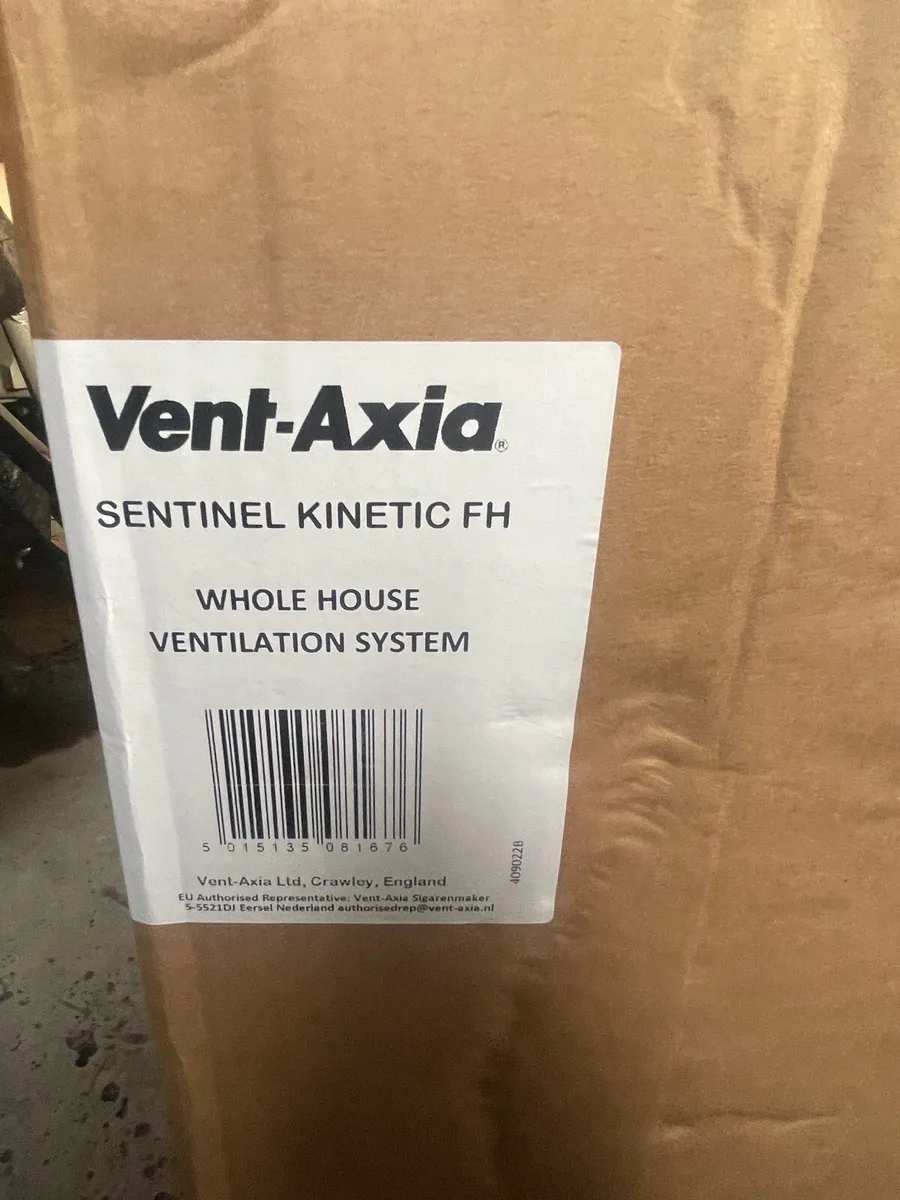 Vent-Axia®
SENTINEL KINETIC FH
WHOLE HOUSE
VENTILATION SYSTEM
5 015135 081676
409022B
Vent-Axia Ltd, Crawley, England
EU Authorised Representative: Vent-Axia Sigarenmaker
5-5521DJ Eersel Nederland authorisedrep@vent-axia.nl